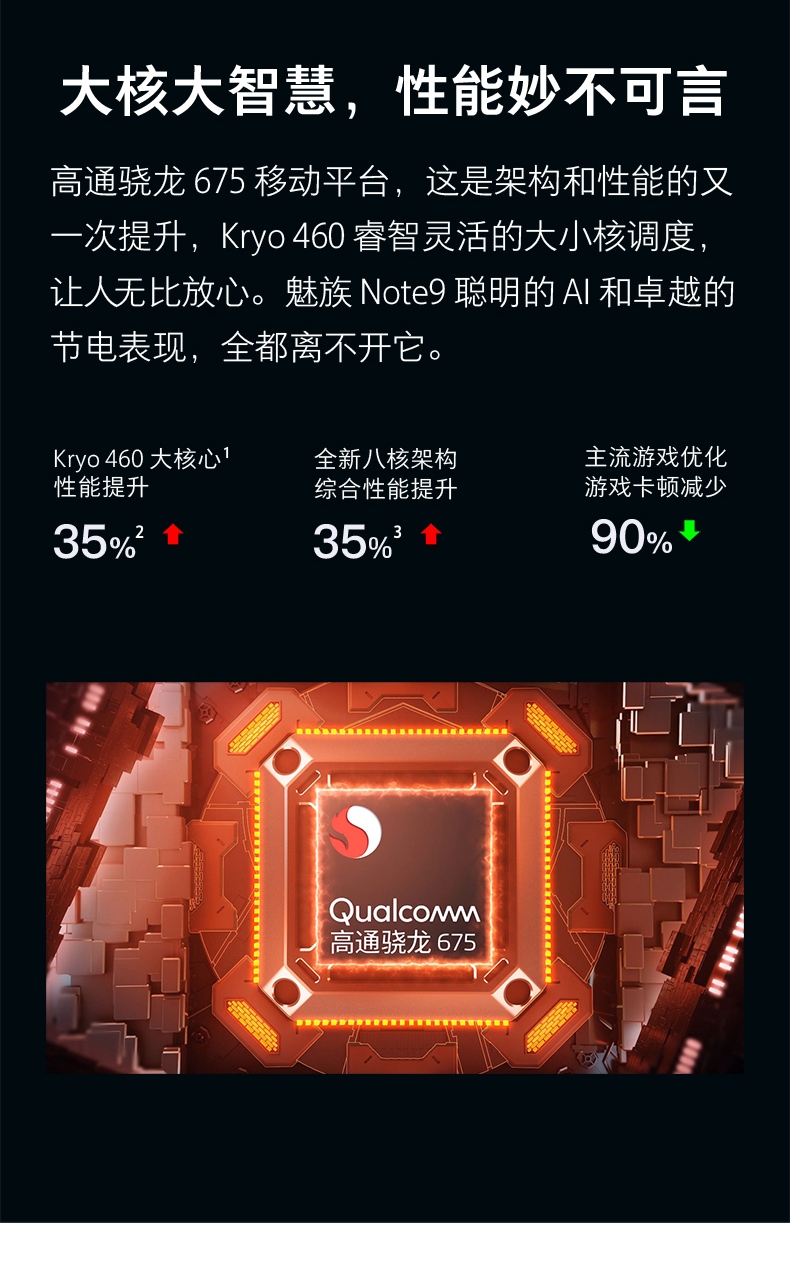 大核大智慧，性能妙不可言
高通骁龙 675 移动平台，这是架构和性能的又
一次提升，Kryo 460 睿智灵活的大小核调度，
让人无比放心。魅族 Note9 聪明的 AI 和卓越的
节电表现，全都离不开它。
Kryo 460 大核心1
性能提升
35%2
全新八核架构
综合性能提升
35%3
主流游戏优化
游戏卡顿减少
90%
Qualcomm
高通骁龙 675